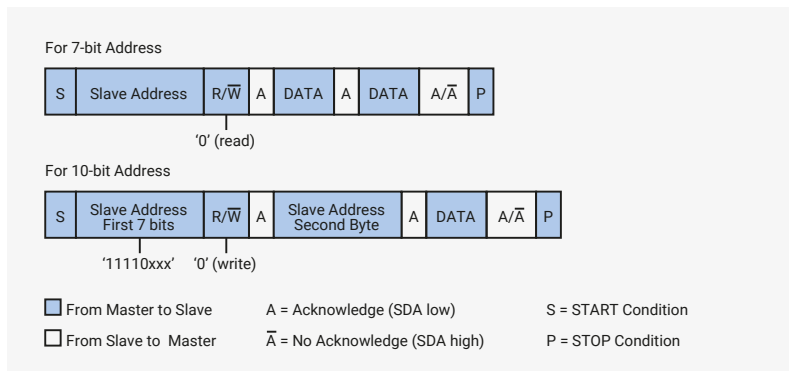 For 7-bit Address
S Slave Address R/W̅ A DATA A DATA A/A̅ P
‘0’ (read)
For 10-bit Address
S Slave Address First 7 bits R/W̅ A Slave Address Second Byte A DATA A/A̅ P
‘11110xxx’ ‘0’ (write)
From Master to Slave A = Acknowledge (SDA low) S = START Condition
From Slave to Master A̅ = No Acknowledge (SDA high) P = STOP Condition